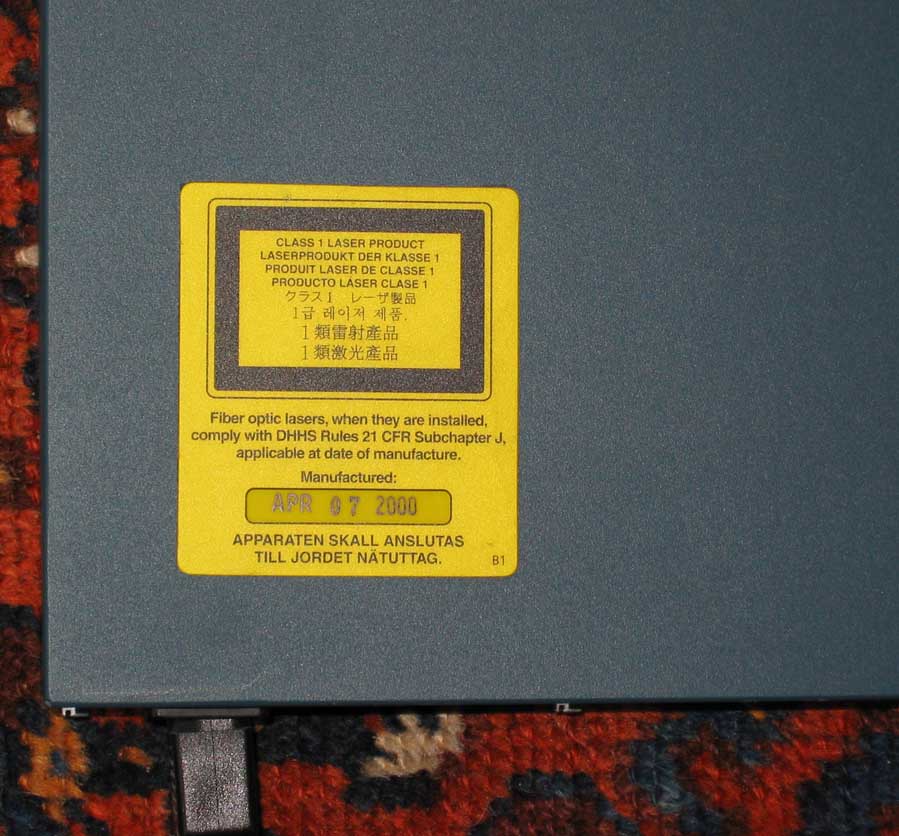 CLASS 1 LASER PRODUCT
LASERPRODUKT DER KLASSE 1
PRODUIT LASER DE CLASSE 1
PRODUCTO LASER CLASE 1
クラス1 レーザ製品
1급 레이저 제품.
1類雷射產品
1類激光產品
Fiber optic lasers, when they are installed,
comply with DHHS Rules 21 CFR Subchapter J,
applicable at date of manufacture.
Manufactured:
APR 07 2000
APPARATEN SKALL ANSLUTAS
TILL JORDET NÄTUTTAG.
B1